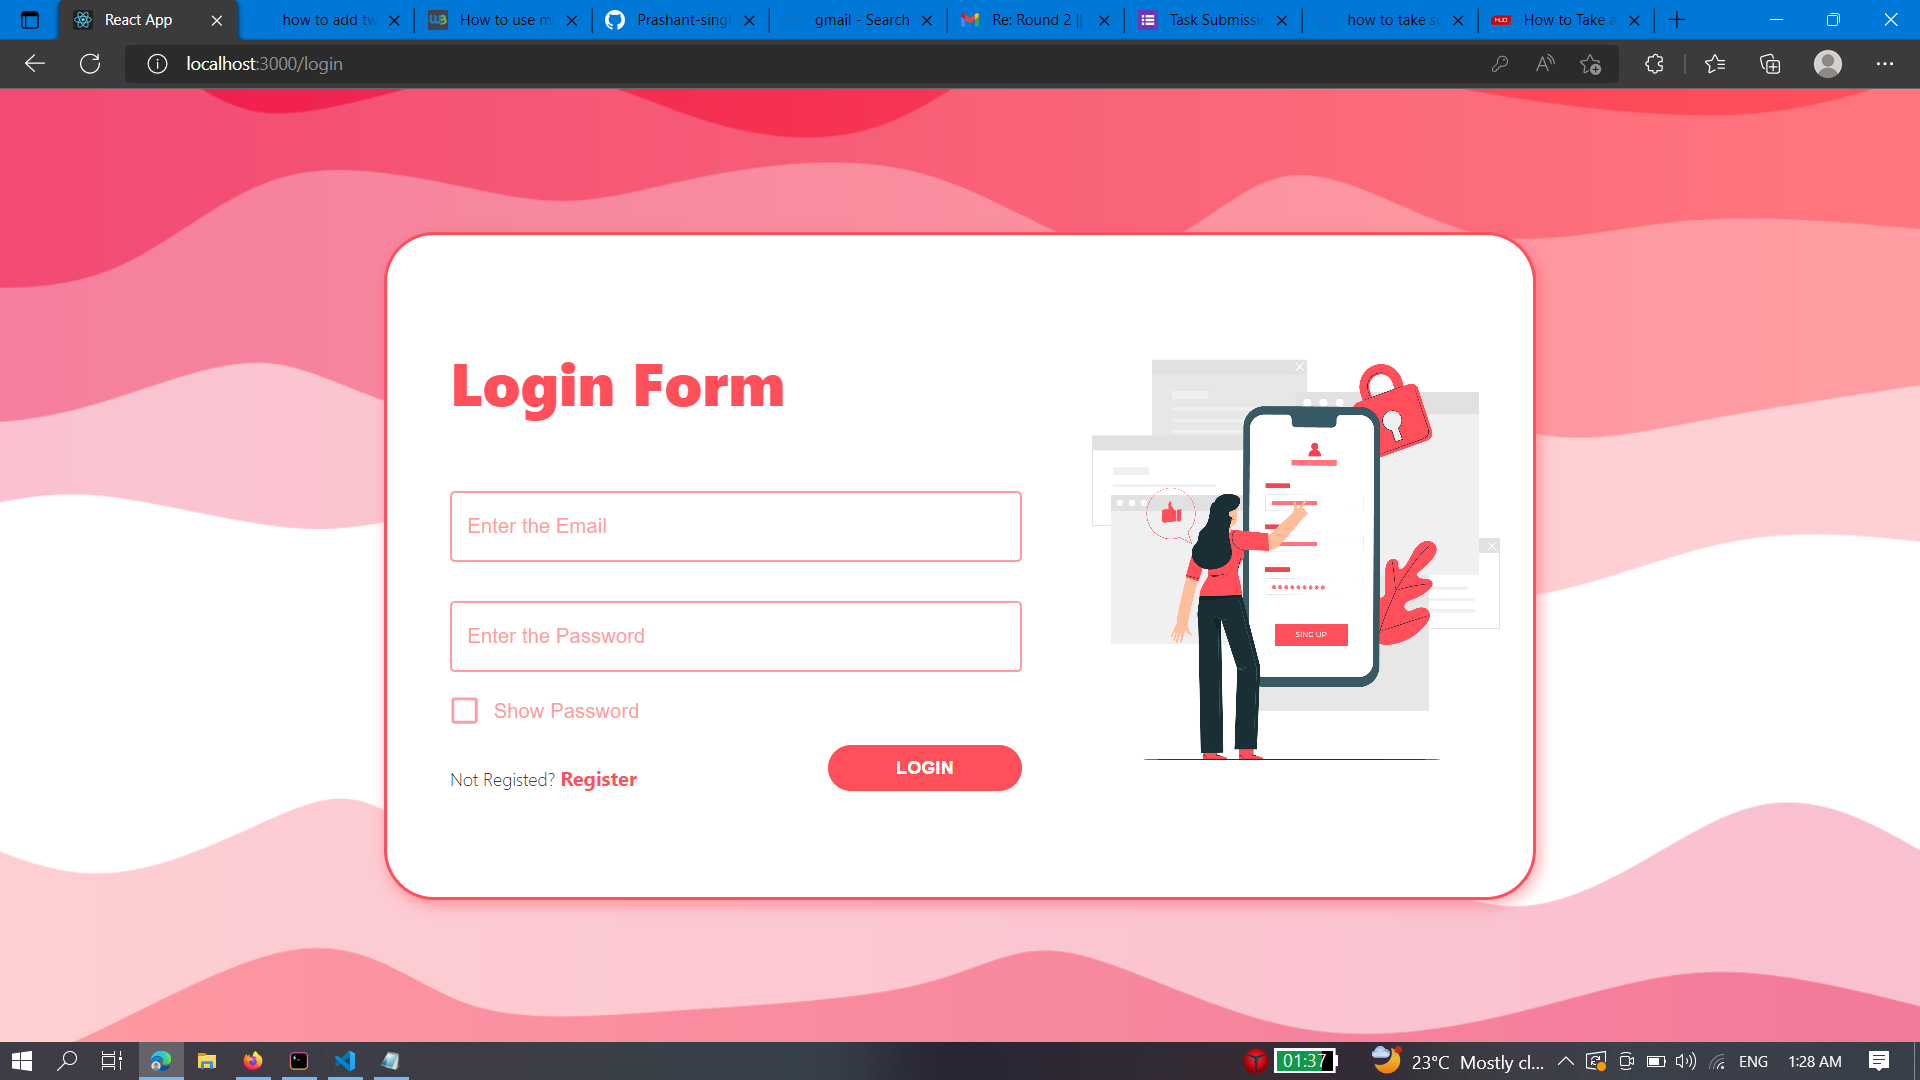 React App
how to add tw
How to use m
Prashant-singl
gmail - Search
Re: Round 2 ||
Task Submissio
how to take sc
How to Take a
localhost:3000/login
Login Form
Enter the Email
Enter the Password
Show Password
Not Registed? Register
LOGIN
SING UP
01:37
23°C Mostly cl...
ENG
1:28 AM